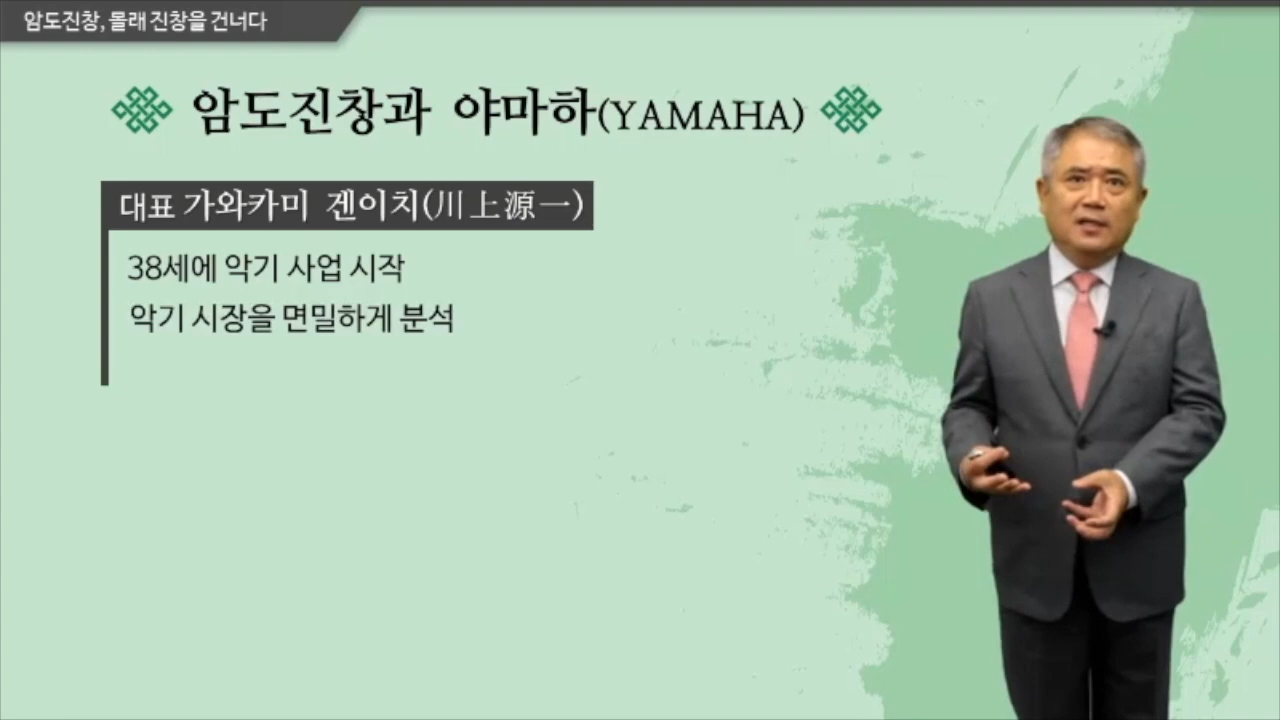 암도진창, 몰래 진창을 건너다
암도진창과 야마하(YAMAHA)
대표 가와카미 겐이치(川上源一)
38세에 악기 사업 시작
악기 시장을 면밀하게 분석